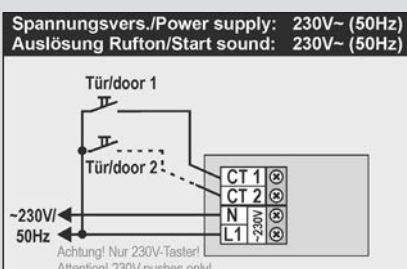 Spannungsvers./Power supply: 230V~ (50Hz)
Auslösung Rufton/Start sound: 230V~ (50Hz)
Tür/door 1
Tür/door 2
CT 1
CT 2
N
L1
~230V
~230V/
50Hz
Achtung! Nur 230V-Taster!
Attention! 230V pushes only!